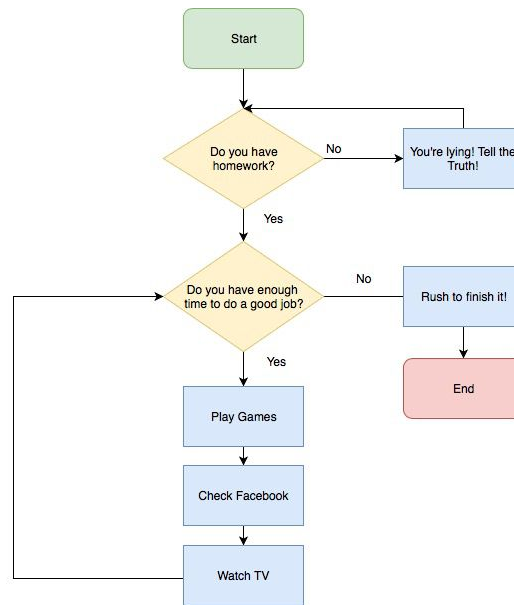 Start
Do you have
homework?
No
You're lying! Tell the
Truth!
Yes
Do you have enough
time to do a good job?
No
Rush to finish it!
Yes
End
Play Games
Check Facebook
Watch TV